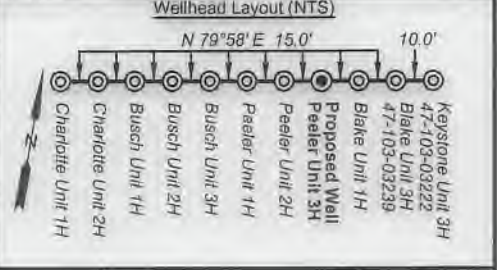 Wellhead Layout (NTS)
N 79°58' E 15.0'
10.0'
N
Charlotte Unit 1H
Charlotte Unit 2H
Busch Unit 1H
Busch Unit 2H
Busch Unit 3H
Peeler Unit 1H
Peeler Unit 2H
Proposed Well
Peeler Unit 3H
Blake Unit 1H
Blake Unit 3H
47-103-03239
Keystone Unit 3H
47-103-03222